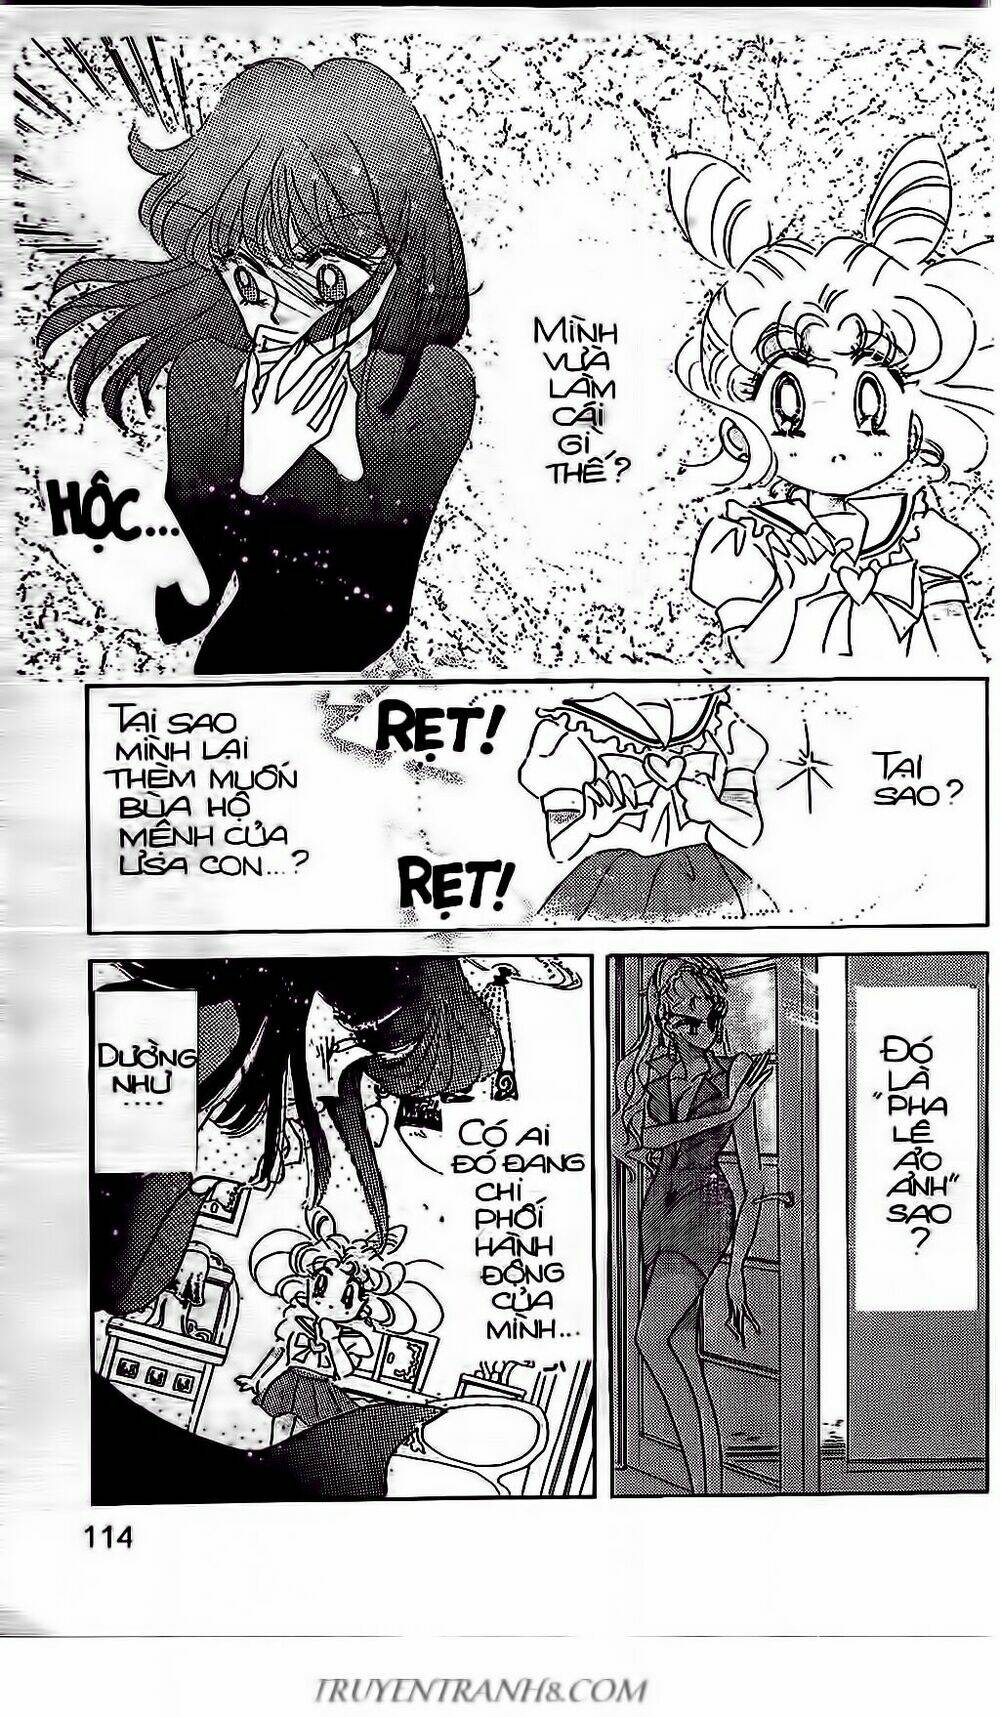 MÌNH
VỪA
LÀM
CÁI
GÌ
THẾ?
HỘC...
TẠI
SAO?
RẸT!
RẸT!
TẠI SAO
MÌNH LẠI
THÈM MUỐN
BÙA HỘ
MÊNH CỦA
LISA CON...?
ĐÓ
LÀ
"PHA
LÊ
ẢO
ẢNH"
SAO
?
DƯỜNG
NHƯ
....
CÓ AI
ĐÓ ĐANG
CHI
PHỐI
HÀNH
ĐỘNG
CỦA
MÌNH...
114
TRUYENTRANH8.COM